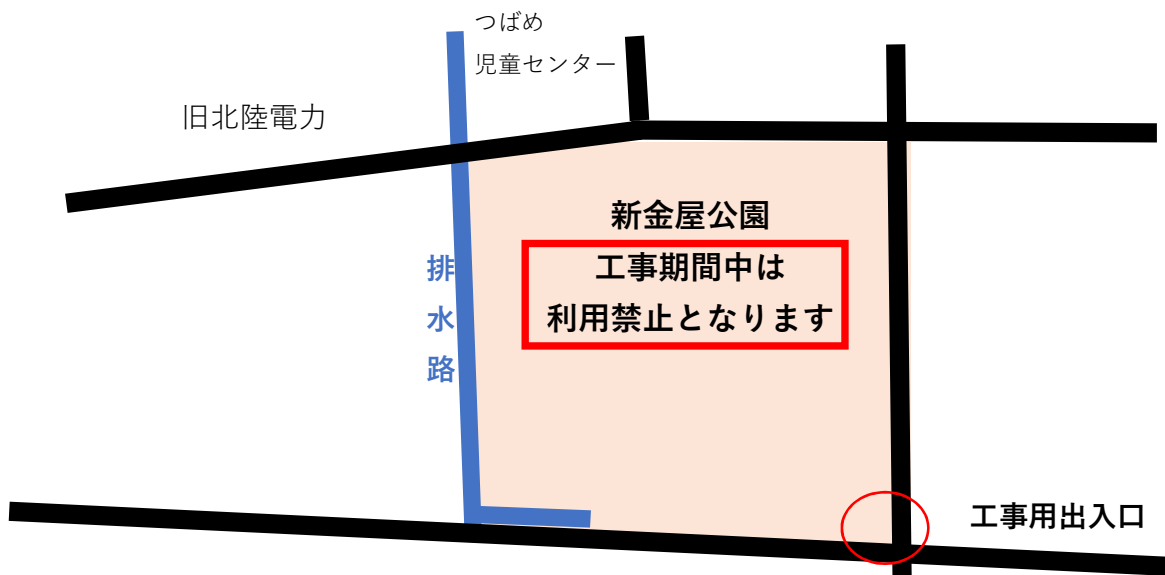 つばめ
児童センター
旧北陸電力
新金屋公園
工事期間中は
利用禁止となります
排
水
路
工事用出入口